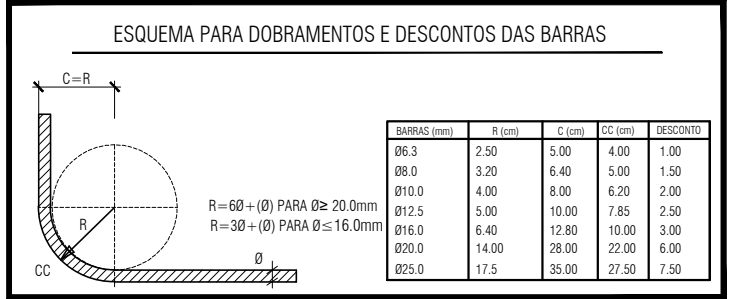 ESQUEMA PARA DOBRAMENTOS E DESCONTOS DAS BARRAS
C=R
R=6Ø+(Ø) PARA Ø≥ 20.0mm
R=3Ø+(Ø) PARA Ø≤16.0mm
R
CC
Ø
BARRAS (mm) R (cm) C (cm) CC (cm) DESCONTO
Ø6.3 2.50 5.00 4.00 1.00
Ø8.0 3.20 6.40 5.00 1.50
Ø10.0 4.00 8.00 6.20 2.00
Ø12.5 5.00 10.00 7.85 2.50
Ø16.0 6.40 12.80 10.00 3.00
Ø20.0 14.00 28.00 22.00 6.00
Ø25.0 17.5 35.00 27.50 7.50